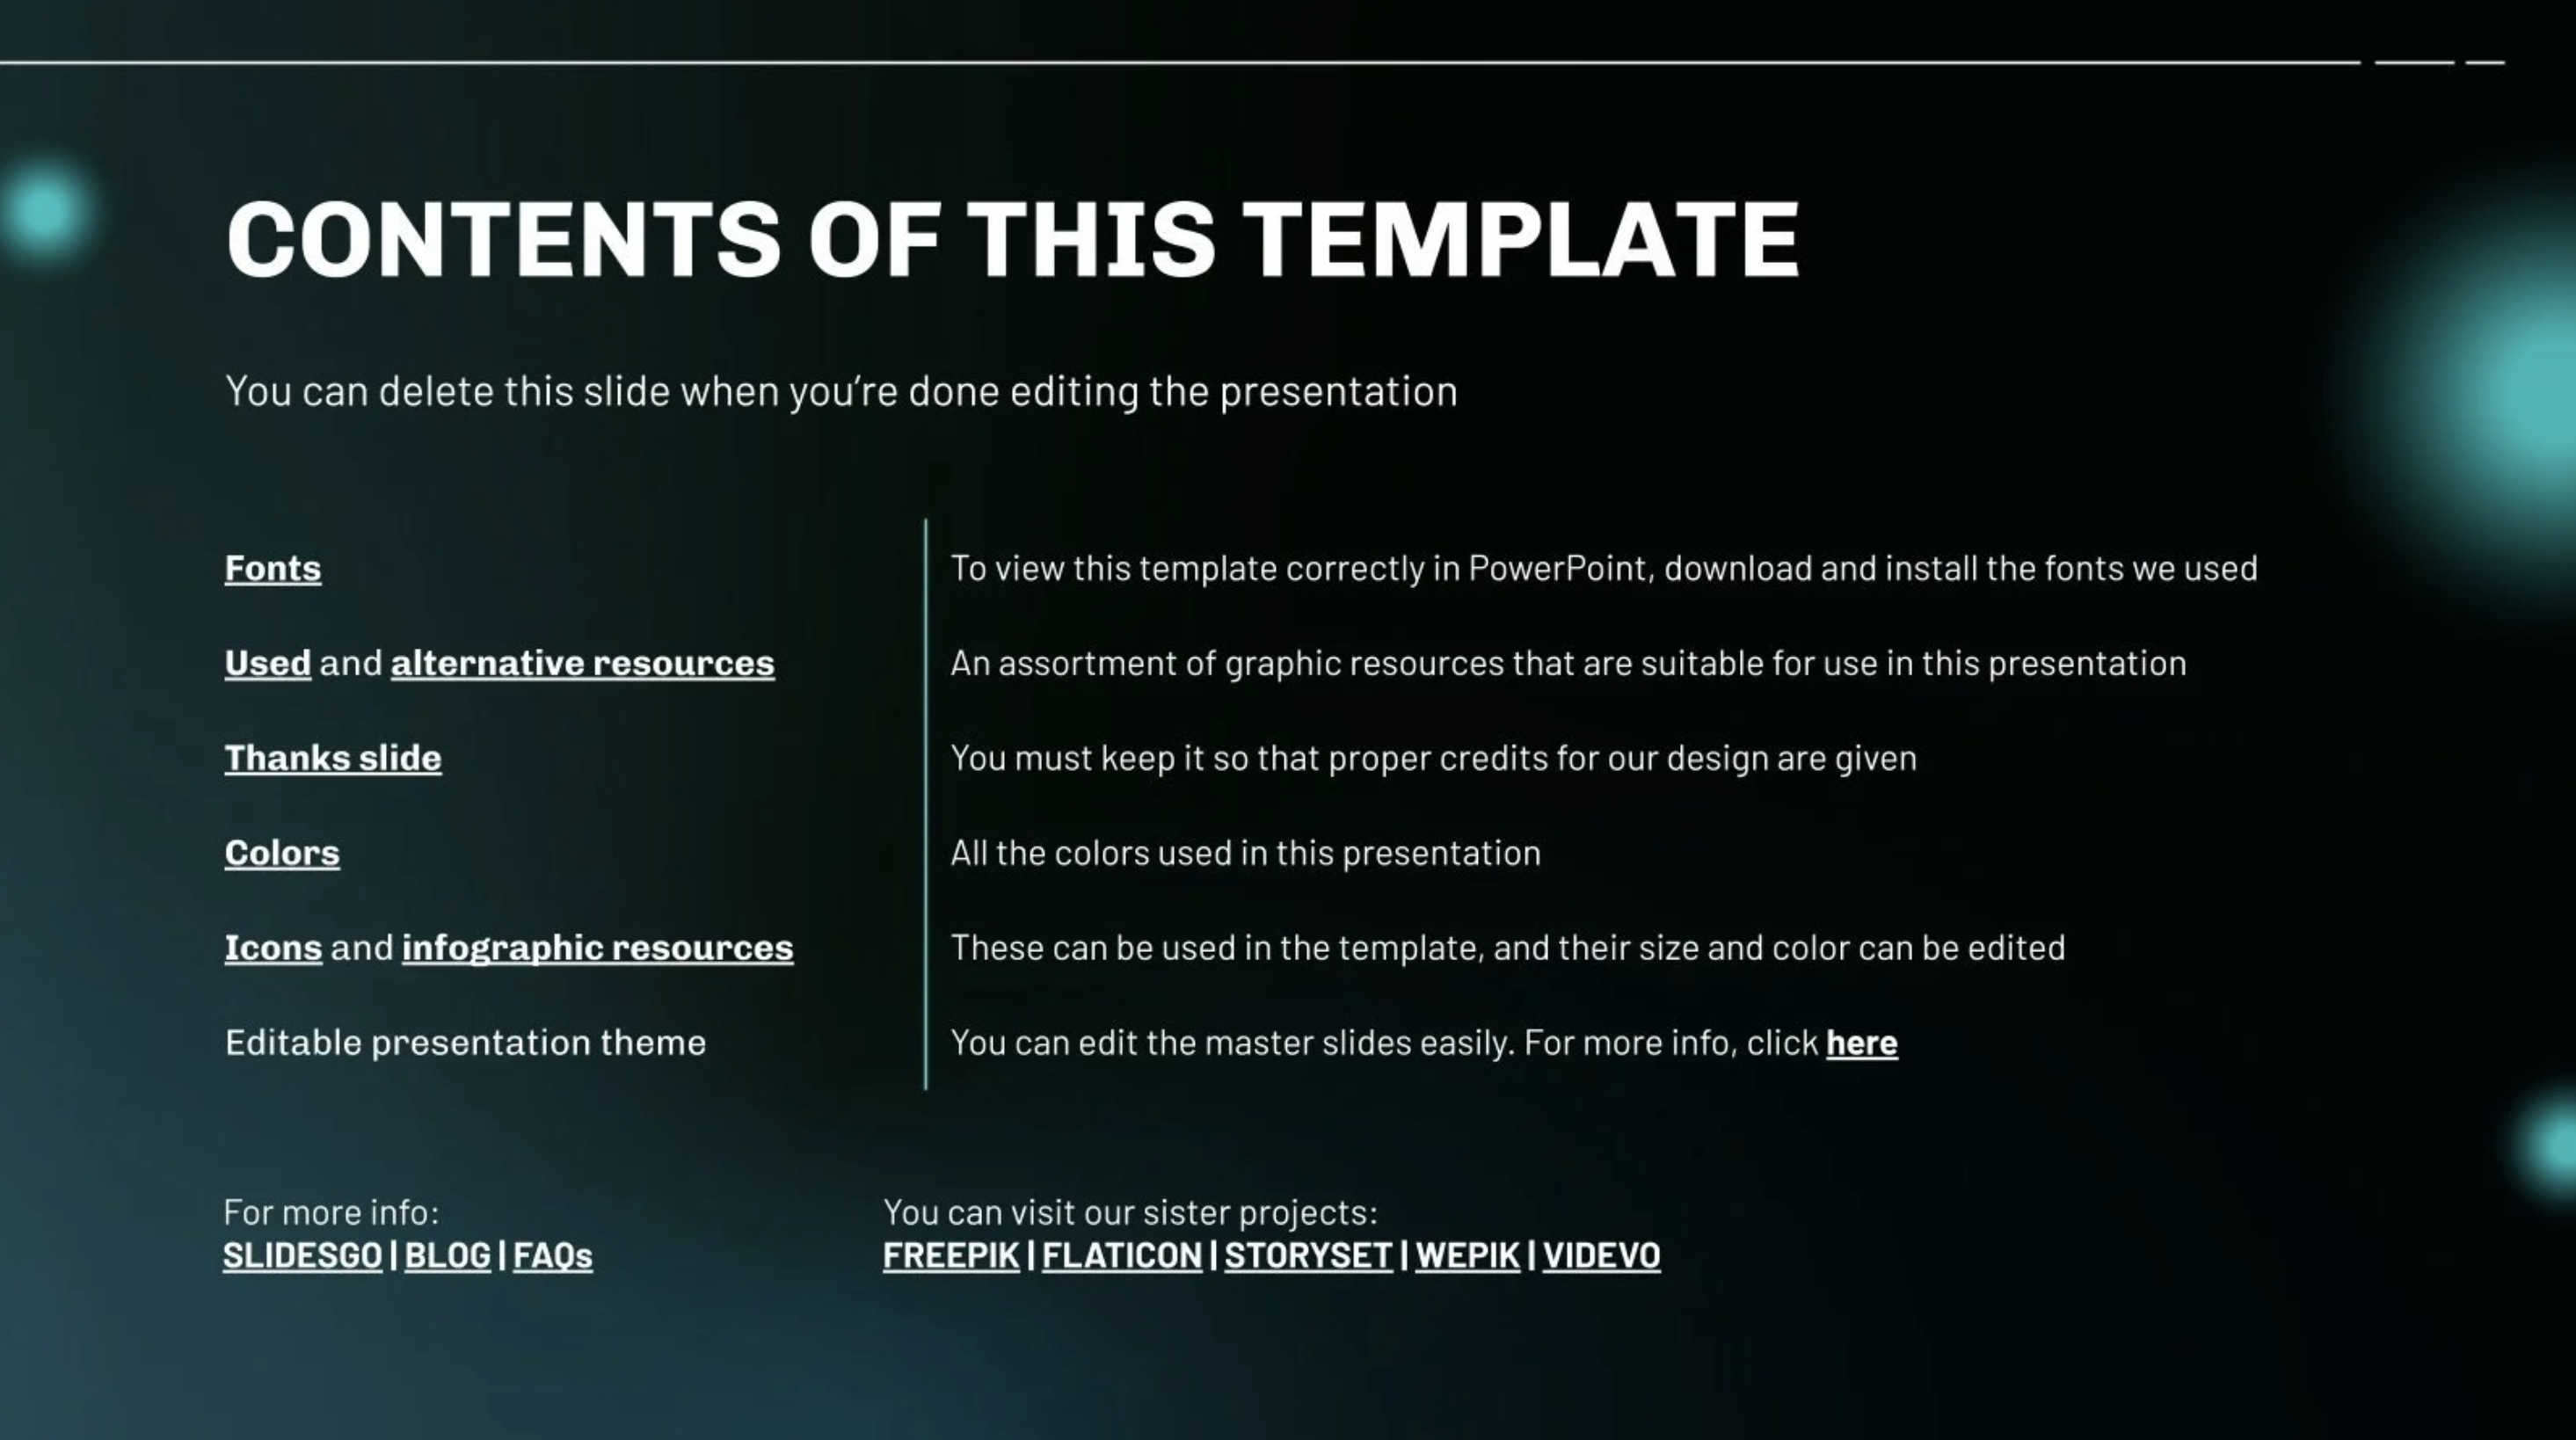 CONTENTS OF THIS TEMPLATE
You can delete this slide when you’re done editing the presentation
Fonts
To view this template correctly in PowerPoint, download and install the fonts we used
Used and alternative resources
An assortment of graphic resources that are suitable for use in this presentation
Thanks slide
You must keep it so that proper credits for our design are given
Colors
All the colors used in this presentation
Icons and infographic resources
These can be used in the template, and their size and color can be edited
Editable presentation theme
You can edit the master slides easily. For more info, click here
For more info:
SLIDESGO | BLOG | FAQs
You can visit our sister projects:
FREEPIK | FLATICON | STORYSET | WEPIK | VIDEVO